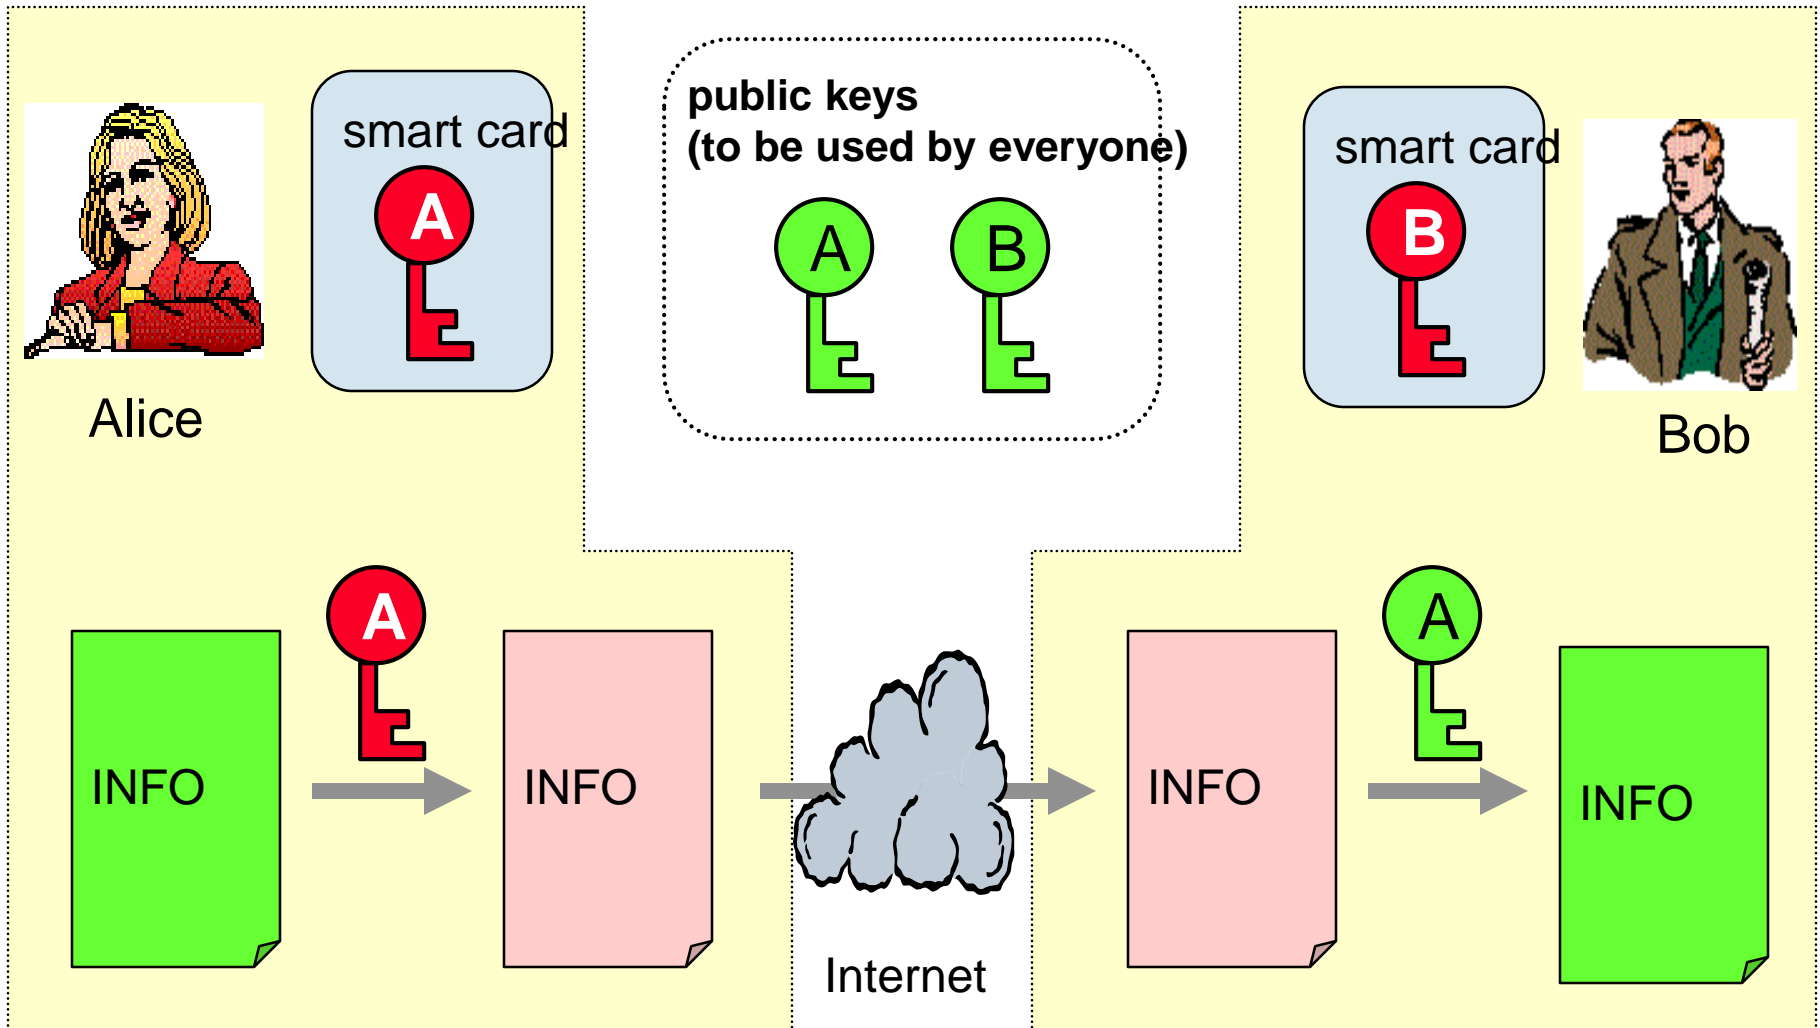 smart card
A
Alice
public keys
(to be used by everyone)
A
B
smart card
B
Bob
A
INFO
INFO
Internet
INFO
A
INFO